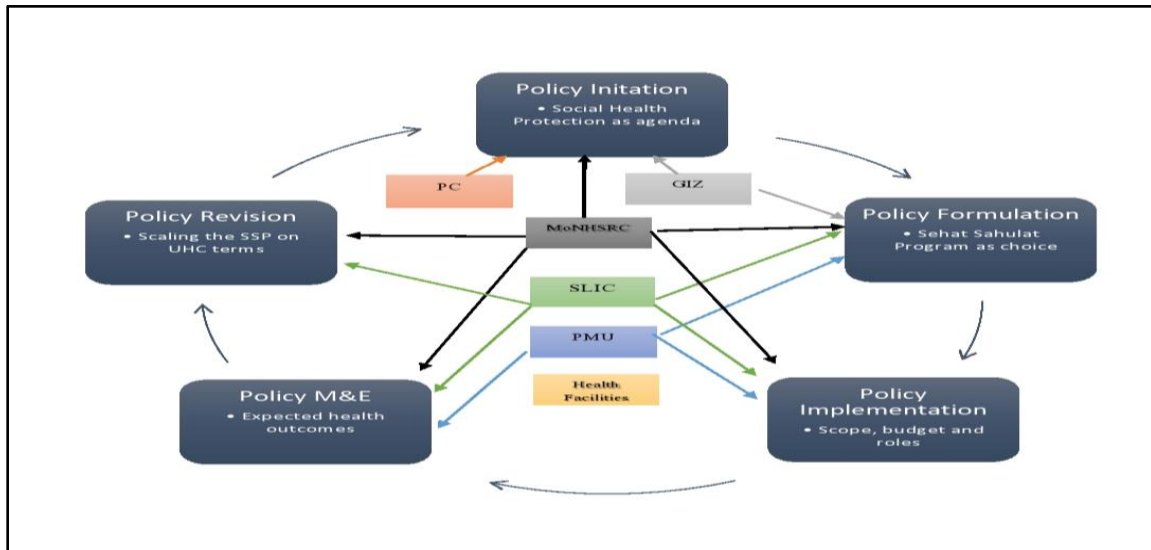 Policy Initation
• Social Health
Protection as agenda
PC
GIZ
Policy Revision
• Scaling the SSP on
UHC terms
MoNHSRC
Policy Formulation
• Sehat Sahulat
Program as choice
SLIC
PMU
Health
Facilities
Policy M&E
• Expected health
outcomes
Policy
Implementation
• Scope, budget and
roles